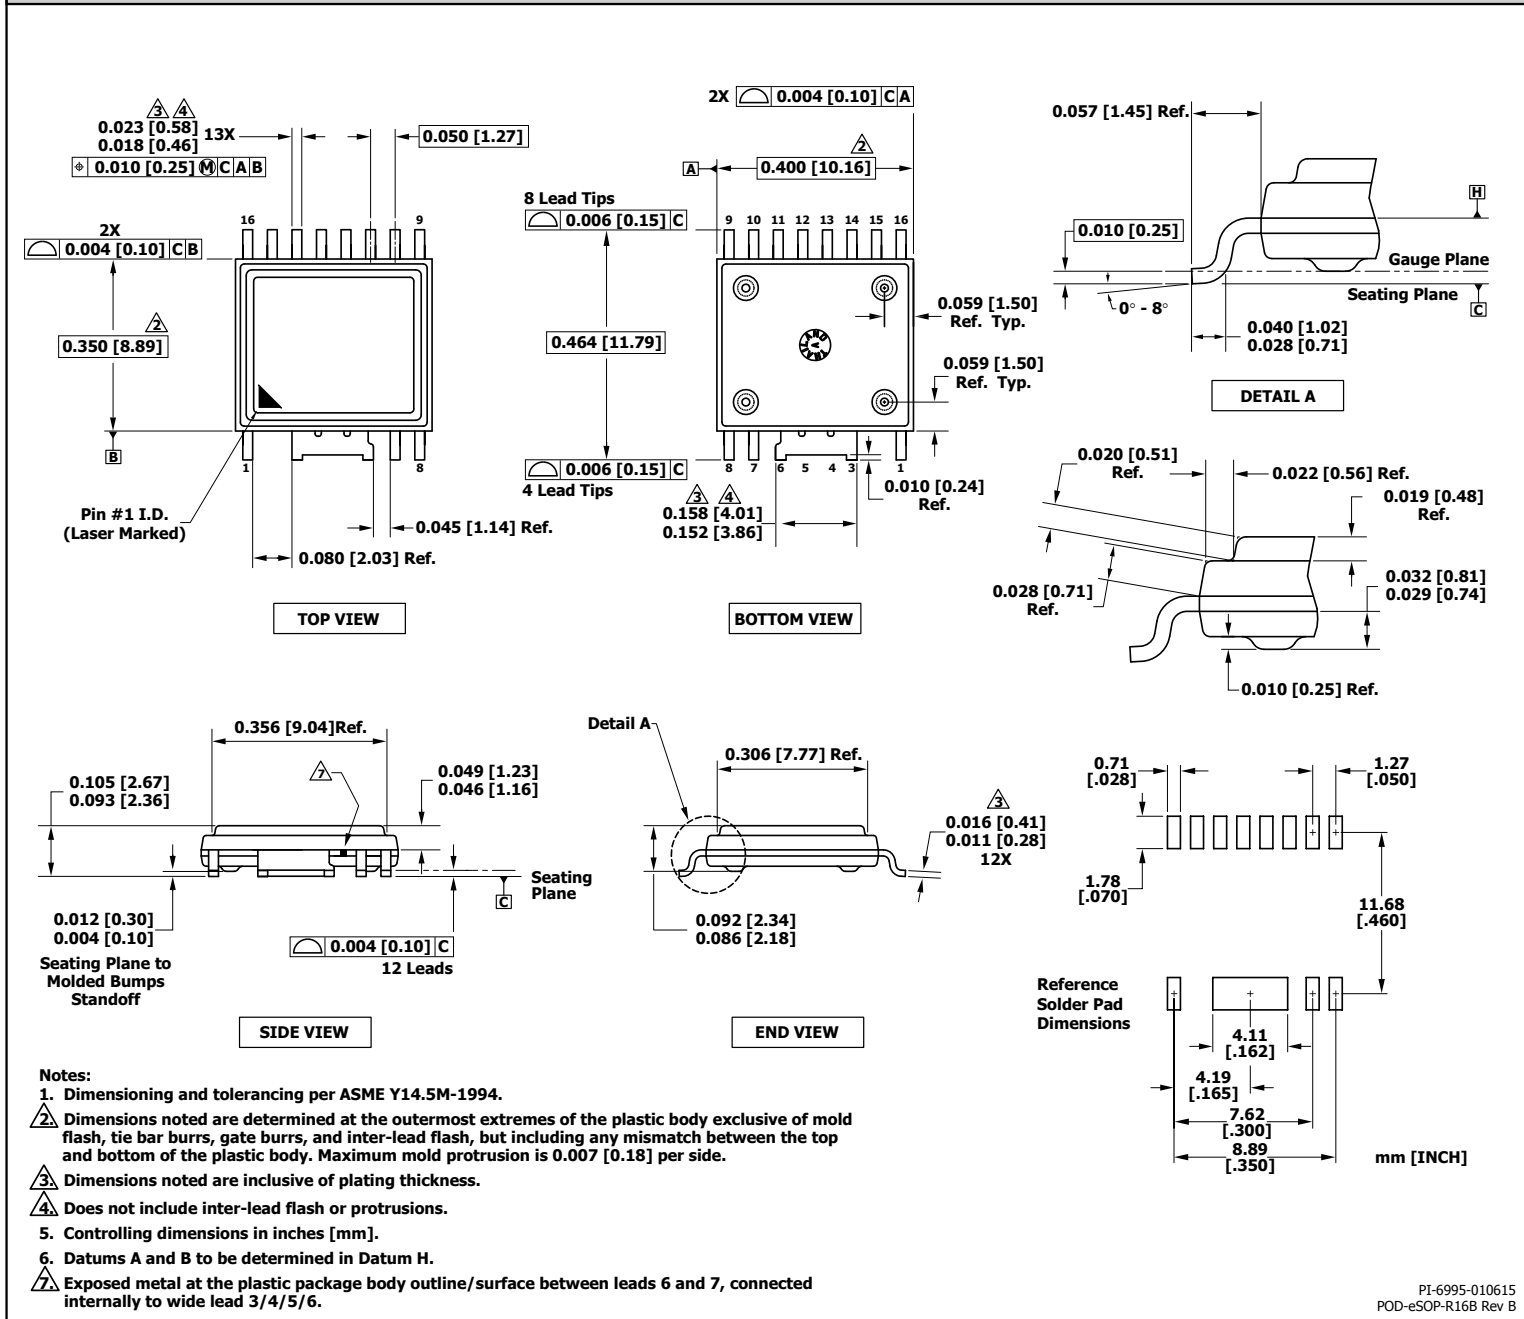 3 4
0.023 [0.58]
0.018 [0.46] 13X
⌖ 0.010 [0.25] Ⓜ C A B
0.050 [1.27]
2X
⌓ 0.004 [0.10] C B
16 9
0.350 [8.89] 2
B
1 8
Pin #1 I.D.
(Laser Marked)
0.045 [1.14] Ref.
0.080 [2.03] Ref.
TOP VIEW
2X ⌓ 0.004 [0.10] C A
2
A 0.400 [10.16]
8 Lead Tips
⌓ 0.006 [0.15] C
9 10 11 12 13 14 15 16
0.464 [11.79]
0.059 [1.50]
Ref. Typ.
0.059 [1.50]
Ref. Typ.
⌓ 0.006 [0.15] C
4 Lead Tips
8 7 6 5 4 3 1
3 4
0.158 [4.01]
0.152 [3.86]
0.010 [0.24]
Ref.
BOTTOM VIEW
0.057 [1.45] Ref.
H
0.010 [0.25]
Gauge Plane
Seating Plane
C
0° - 8°
0.040 [1.02]
0.028 [0.71]
DETAIL A
0.020 [0.51]
Ref.
0.022 [0.56] Ref.
0.019 [0.48]
Ref.
0.028 [0.71]
Ref.
0.032 [0.81]
0.029 [0.74]
0.010 [0.25] Ref.
0.356 [9.04]Ref.
7
0.105 [2.67]
0.093 [2.36]
0.049 [1.23]
0.046 [1.16]
Seating
Plane
C
0.012 [0.30]
0.004 [0.10]
Seating Plane to
Molded Bumps
Standoff
⌓ 0.004 [0.10] C
12 Leads
SIDE VIEW
Detail A
0.306 [7.77] Ref.
3
0.016 [0.41]
0.011 [0.28]
12X
0.092 [2.34]
0.086 [2.18]
END VIEW
0.71
[.028]
1.27
[.050]
1.78
[.070]
11.68
[.460]
Reference
Solder Pad
Dimensions
4.11
[.162]
4.19
[.165]
7.62
[.300]
8.89
[.350]
mm [INCH]
Notes:
1. Dimensioning and tolerancing per ASME Y14.5M-1994.
2. Dimensions noted are determined at the outermost extremes of the plastic body exclusive of mold
flash, tie bar burrs, gate burrs, and inter-lead flash, but including any mismatch between the top
and bottom of the plastic body. Maximum mold protrusion is 0.007 [0.18] per side.
3. Dimensions noted are inclusive of plating thickness.
4. Does not include inter-lead flash or protrusions.
5. Controlling dimensions in inches [mm].
6. Datums A and B to be determined in Datum H.
7. Exposed metal at the plastic package body outline/surface between leads 6 and 7, connected
internally to wide lead 3/4/5/6.
PI-6995-010615
POD-eSOP-R16B Rev B